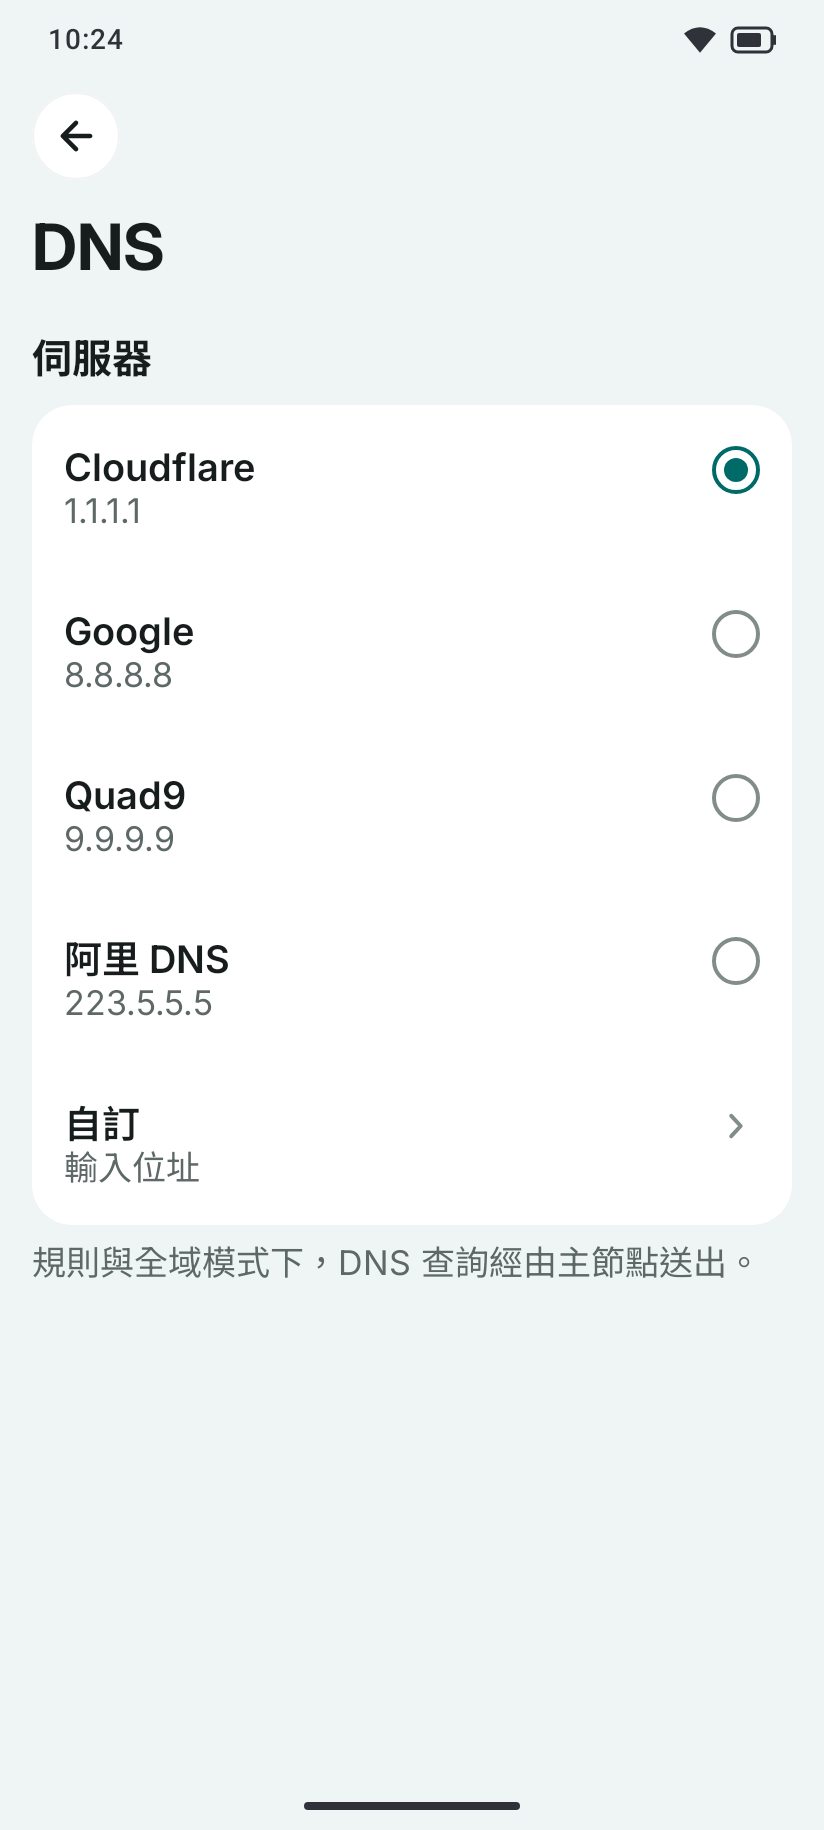 10:24
DNS
伺服器
Cloudflare
1.1.1.1
Google
8.8.8.8
Quad9
9.9.9.9
阿里 DNS
223.5.5.5
自訂
輸入位址
規則與全域模式下，DNS 查詢經由主節點送出。